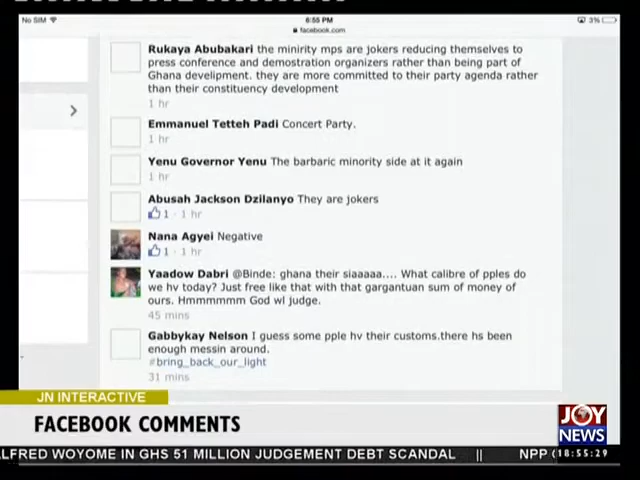 No SIM
6:55 PM
3%
facebook.com
Rukaya Abubakari the minirity mps are jokers reducing themselves to
press conference and demostration organizers rather than being part of
Ghana develipment. they are more committed to their party agenda rather
than their constituency development
1 hr
Emmanuel Tetteh Padi Concert Party.
1 hr
Yenu Governor Yenu The barbaric minority side at it again
1 hr
Abusah Jackson Dzilanyo They are jokers
1 · 1 hr
Nana Agyei Negative
1 · 1 hr
Yaadow Dabri @Binde: ghana their siaaaaa.... What calibre of pples do
we hv today? Just free like that with that gargantuan sum of money of
ours. Hmmmmmm God wl judge.
45 mins
Gabbykay Nelson I guess some pple hv their customs.there hs been
enough messin around.
#bring_back_our_light
31 mins
JN INTERACTIVE
FACEBOOK COMMENTS
JOY
NEWS
ALFRED WOYOME IN GHS 51 MILLION JUDGEMENT DEBT SCANDAL || NPP
18:55:29